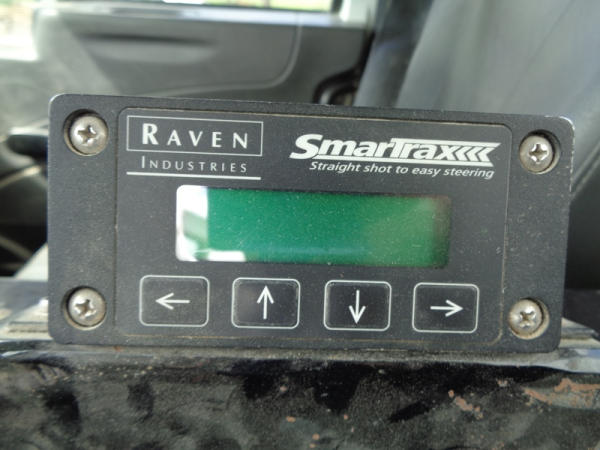 RAVEN
INDUSTRIES
SmarTrax
Straight shot to easy steering
← ↑ ↓ →